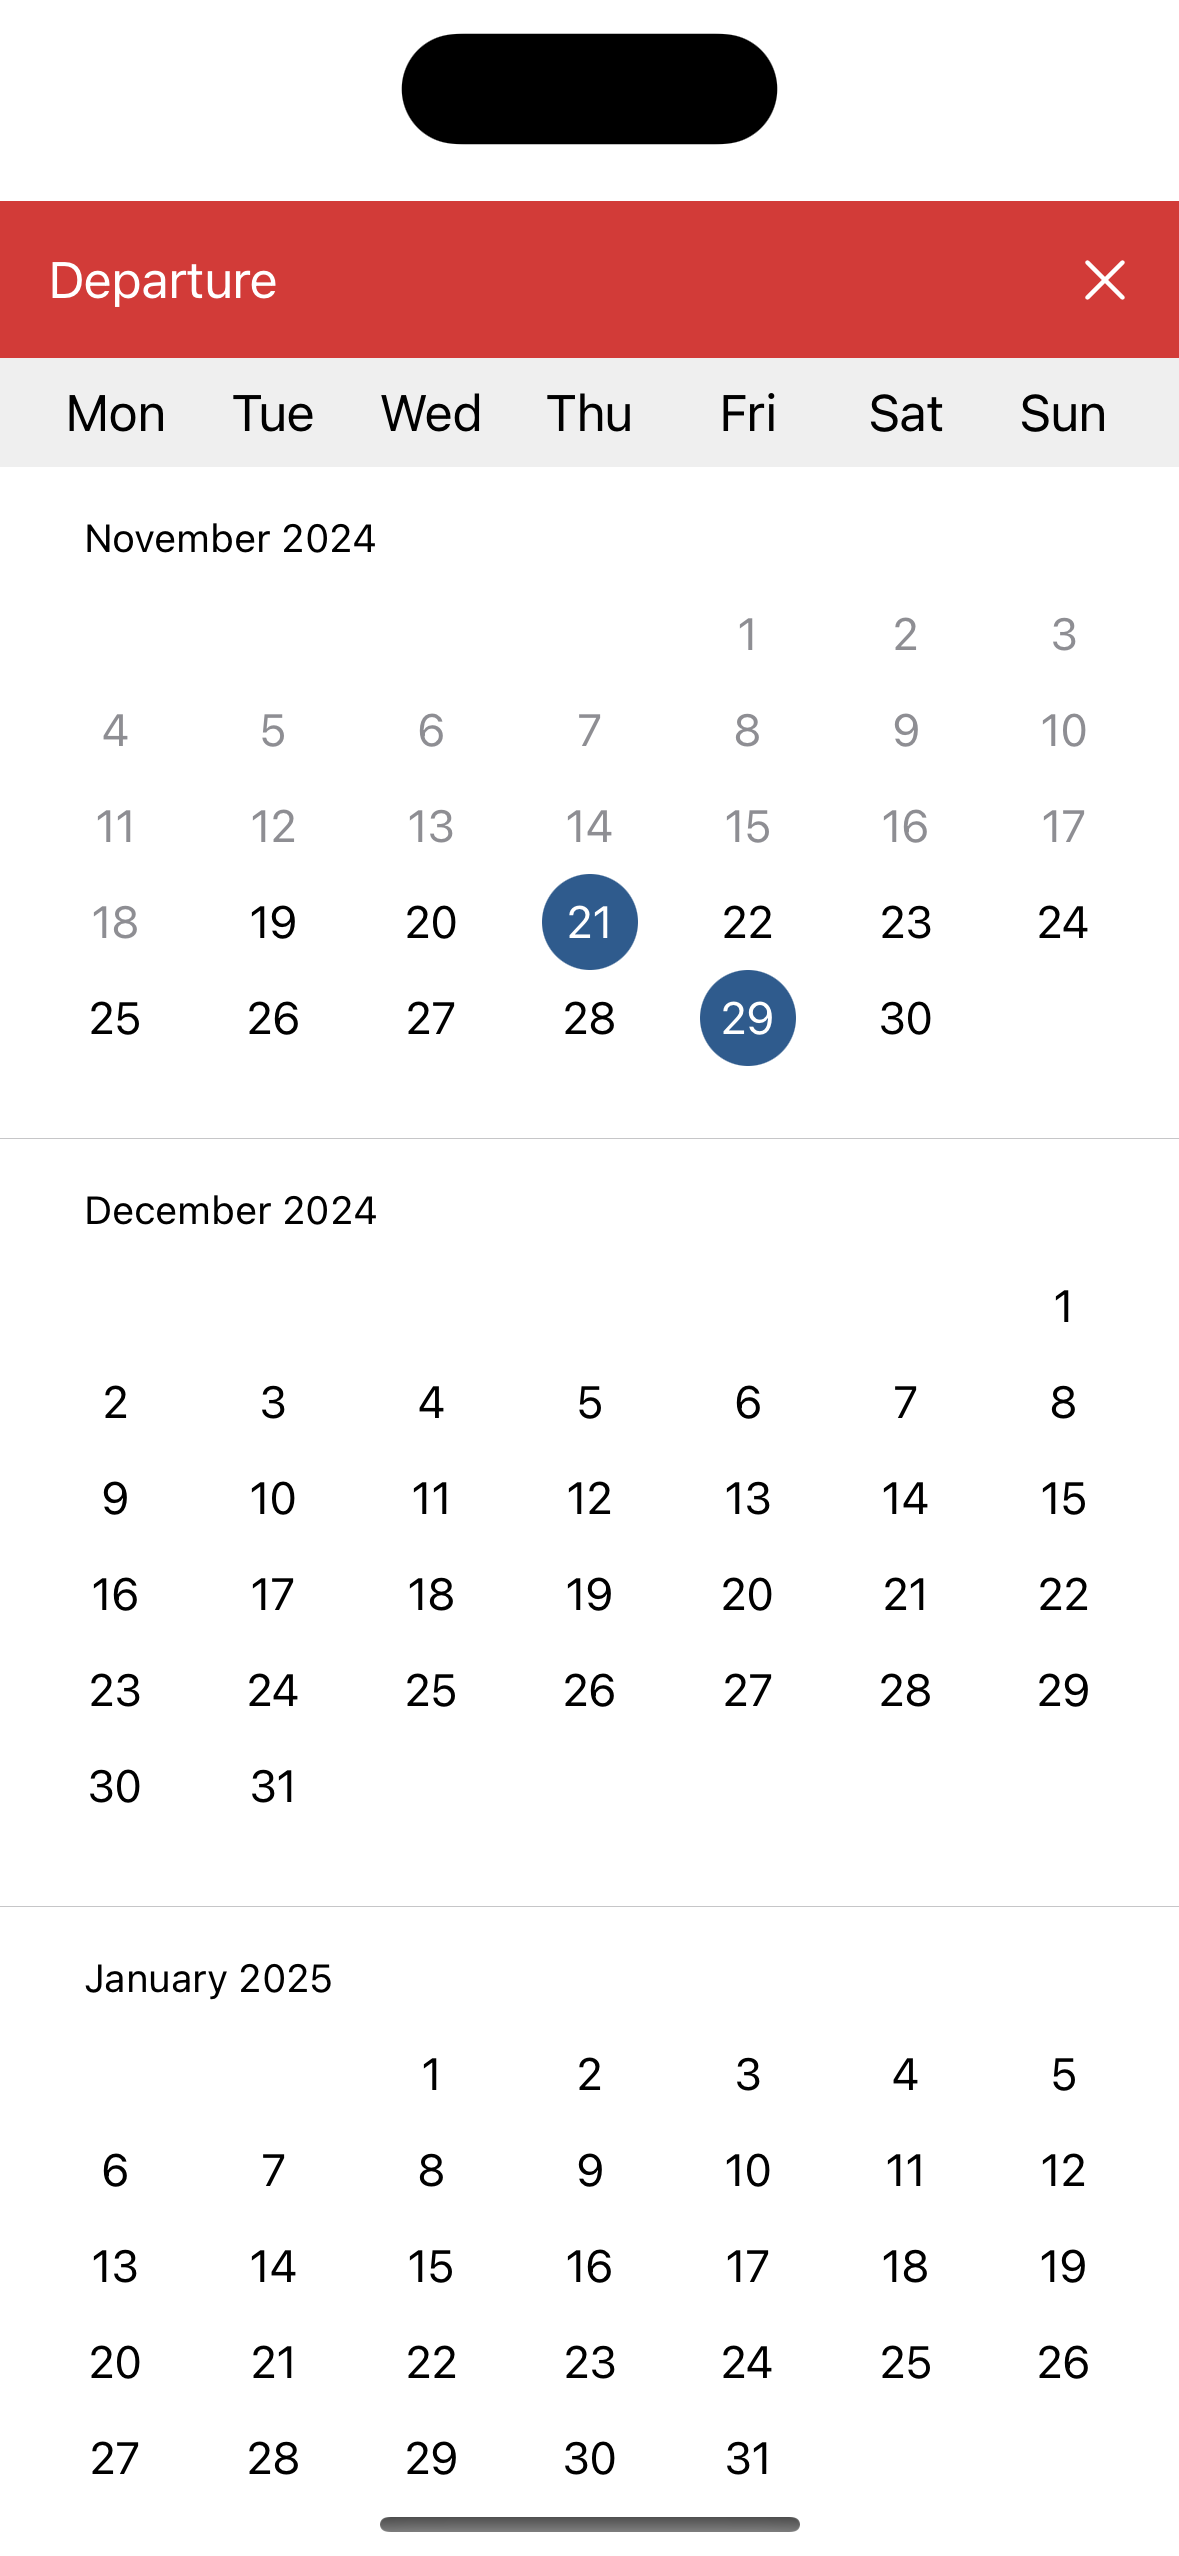 Departure
Mon Tue Wed Thu Fri Sat Sun
November 2024
1 2 3
4 5 6 7 8 9 10
11 12 13 14 15 16 17
18 19 20 21 22 23 24
25 26 27 28 29 30
December 2024
1
2 3 4 5 6 7 8
9 10 11 12 13 14 15
16 17 18 19 20 21 22
23 24 25 26 27 28 29
30 31
January 2025
1 2 3 4 5
6 7 8 9 10 11 12
13 14 15 16 17 18 19
20 21 22 23 24 25 26
27 28 29 30 31